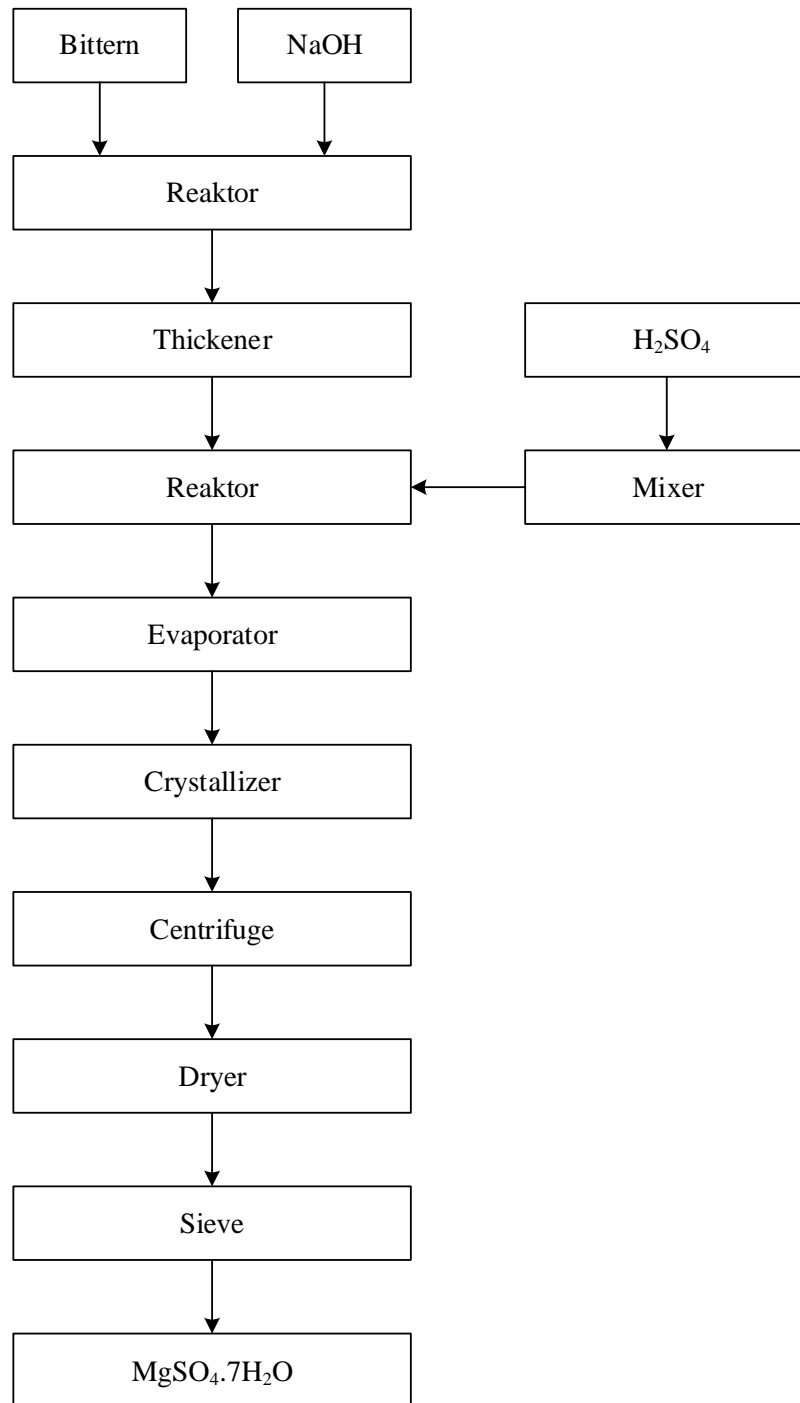 Bittern
NaOH
Reaktor
Thickener
H₂SO₄
Reaktor
Mixer
Evaporator
Crystallizer
Centrifuge
Dryer
Sieve
MgSO₄.7H₂O